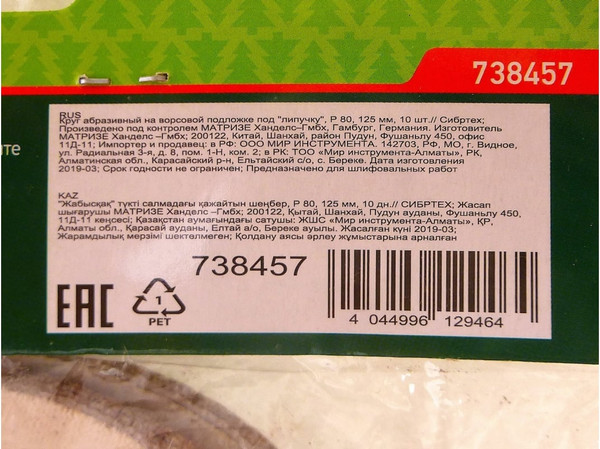 738457
те
RUS
Круг абразивный на ворсовой подложке под "липучку", P 80, 125 мм, 10 шт.// Сибртех;
Произведено под контролем МАТРИЗЕ Ханделс–Гмбх, Гамбург, Германия. Изготовитель
МАТРИЗЕ Ханделс –Гмбх; 200122, Китай, Шанхай, район Пудун, Фушаньлу 450, офис
11Д-11; Импортер и продавец: в РФ: ООО МИР ИНСТРУМЕНТА. 142703, РФ, МО, г. Видное,
ул. Радиальная 3-я, д. 8, пом. 1-Н, ком. 2; в РК: ТОО «Мир инструмента-Алматы», РК,
Алматинская обл., Карасайский р-н, Ельтайский с/о, с. Береке. Дата изготовления
2019-03; Срок годности не ограничен; Предназначено для шлифовальных работ
KAZ
"Жабысқақ" түкті салмадағы қажайтын шеңбер, P 80, 125 мм, 10 дн.// СИБРТЕХ; Жасап
шығарушы МАТРИЗЕ Ханделс –Гмбх; 200122, Қытай, Шанхай, Пудун ауданы, Фушаньлу 450,
11Д-11 кеңсесі; Қазақстан аумағындағы сатушы: ЖШС «Мир инструмента-Алматы», ҚР,
Алматы обл., Қарасай ауданы, Елтай а/о, Береке ауылы. Жасалған күні 2019-03;
Жарамдылық мерзімі шектелмеген; Қолдану аясы әрлеу жұмыстарына арналған
738457
EAC
1
PET
4 044996 129464